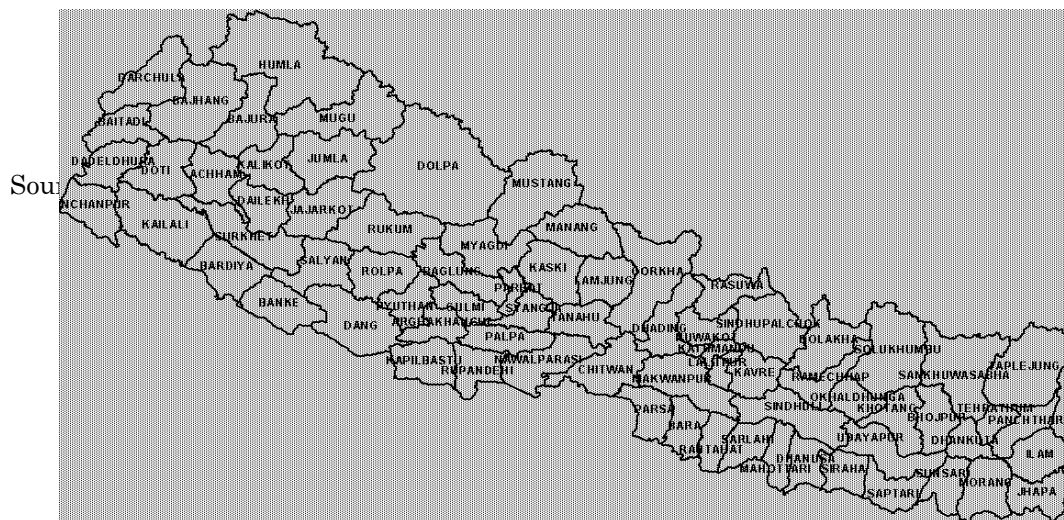 HUMLA
DARCHULA
BAJHANG
BAJURA
MUGU
BAITADI
DADELDHURA
DOTI
ACHHAM
KALIKOT
JUMLA
DOLPA
MUSTANG
Sour
NCHANPUR
KAILALI
DAILEKH
JAJARKOT
RUKUM
MANANG
SURKHET
MYAGDI
BARDIYA
SALYAN
ROLPA
BAGLUNG
KASKI
LAMJUNG
GORKHA
RASUWA
PARBAT
BANKE
PYUTHAN
GULMI
SYANGJA
TANAHU
DANG
ARGHAKHANCHI
PALPA
DHADING
NUWAKOT
SINDHUPALCHOK
DOLAKHA
SOLUKHUMBU
KATHMANDU
LALITPUR
KAPILBASTU
RUPANDEHI
NAWALPARASI
CHITWAN
MAKWANPUR
KAVRE
RAMECHHAP
SANKHUWASABHA
TAPLEJUNG
OKHALDHUNGA
KHOTANG
BHOJPUR
TEHRATHUM
PANCHTHAR
PARSA
BARA
RAUTAHAT
SARLAHI
SINDHULI
UDAYAPUR
DHANKUTA
ILAM
MAHOTTARI
DHANUSA
SIRAHA
SAPTARI
SUNSARI
MORANG
JHAPA